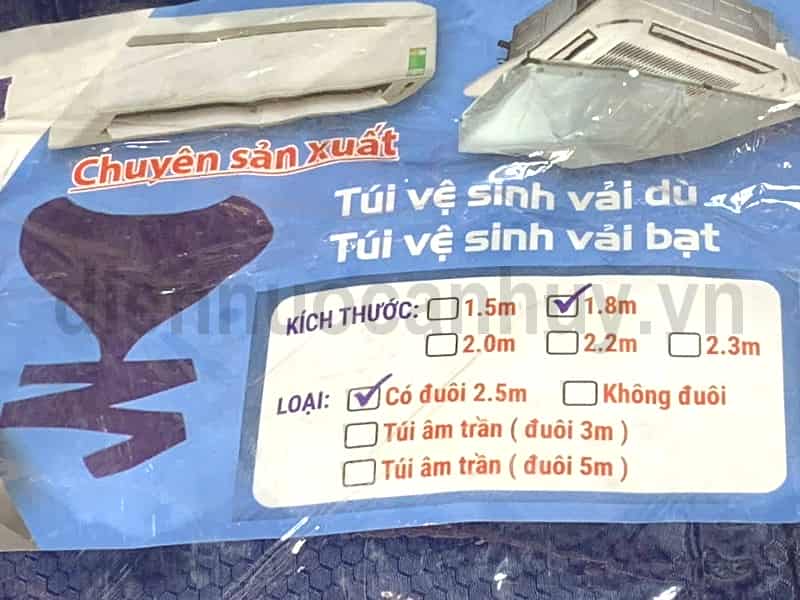 Chuyên sản xuất
Túi vệ sinh vải dù
Túi vệ sinh vải bạt
KÍCH THƯỚC: 1.5m 1.8m
2.0m 2.2m 2.3m
LOẠI: Có đuôi 2.5m Không đuôi
Túi âm trần ( đuôi 3m )
Túi âm trần ( đuôi 5m )
diennuocanhuy.vn